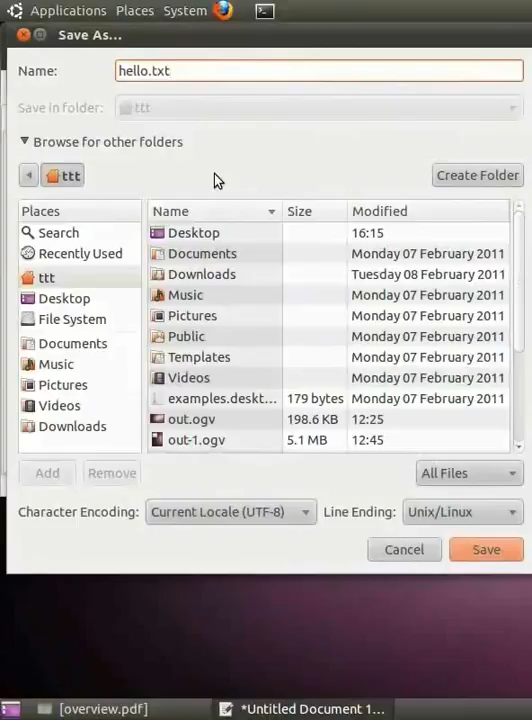 Applications Places System
Save As...
Name: hello.txt
Save in folder: ttt
Browse for other folders
ttt Create Folder
Places Name Size Modified
Search Desktop 16:15
Recently Used Documents Monday 07 February 2011
ttt Downloads Tuesday 08 February 2011
Desktop Music Monday 07 February 2011
File System Pictures Monday 07 February 2011
Documents Public Monday 07 February 2011
Music Templates Monday 07 February 2011
Pictures Videos Monday 07 February 2011
Videos examples.deskt... 179 bytes Monday 07 February 2011
Downloads out.ogv 198.6 KB 12:25
out-1.ogv 5.1 MB 12:45
Add Remove All Files
Character Encoding: Current Locale (UTF-8) Line Ending: Unix/Linux
Cancel Save
[overview.pdf] *Untitled Document 1...